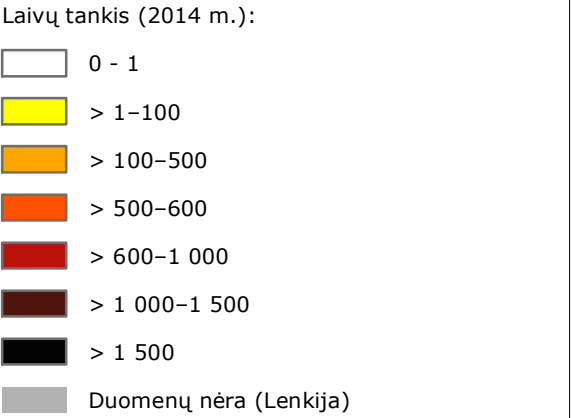 Laivų tankis (2014 m.):
0 - 1
> 1–100
> 100–500
> 500–600
> 600–1 000
> 1 000–1 500
> 1 500
Duomenų nėra (Lenkija)